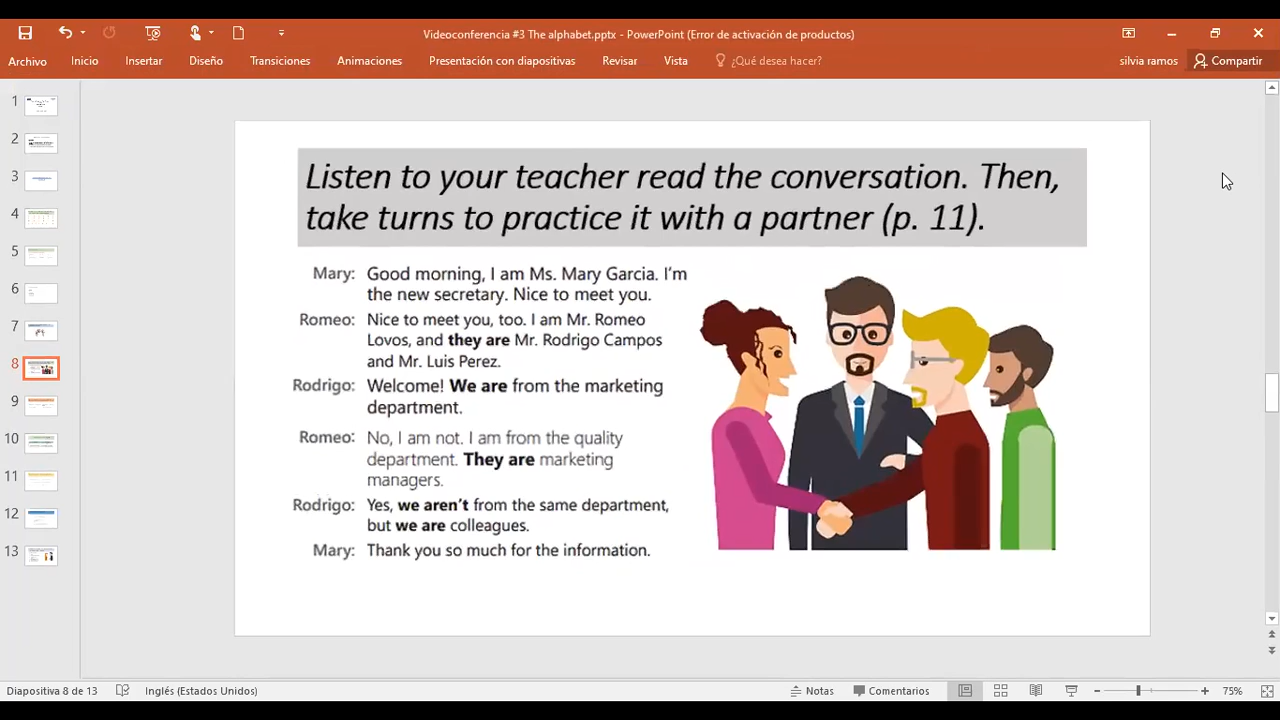 Videoconferencia #3 The alphabet.pptx - PowerPoint (Error de activación de productos)
Archivo Inicio Insertar Diseño Transiciones Animaciones Presentación con diapositivas Revisar Vista ¿Qué desea hacer? silvia ramos Compartir
1
2
3
4
5
6
7
8
9
10
11
12
13
Listen to your teacher read the conversation. Then,
take turns to practice it with a partner (p. 11).
Mary: Good morning, I am Ms. Mary Garcia. I'm
the new secretary. Nice to meet you.
Romeo: Nice to meet you, too. I am Mr. Romeo
Lovos, and they are Mr. Rodrigo Campos
and Mr. Luis Perez.
Rodrigo: Welcome! We are from the marketing
department.
Romeo: No, I am not. I am from the quality
department. They are marketing
managers.
Rodrigo: Yes, we aren't from the same department,
but we are colleagues.
Mary: Thank you so much for the information.
Diapositiva 8 de 13 Inglés (Estados Unidos) Notas Comentarios 75%